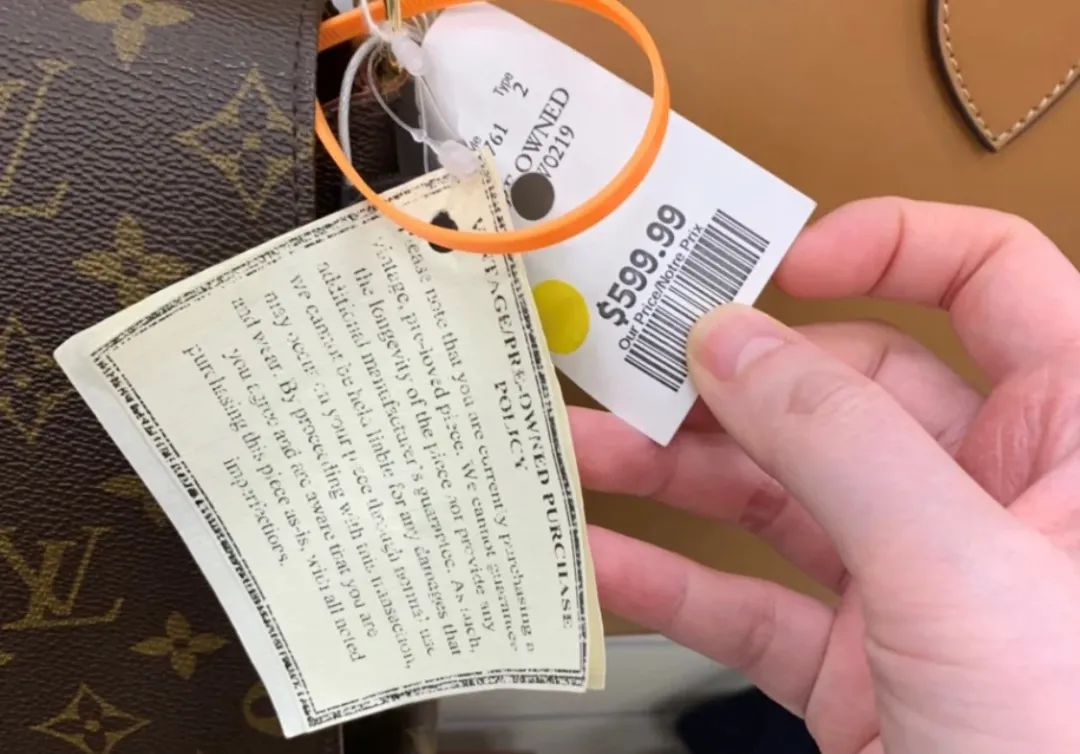 Type
2
761
OWNED
V0219
$599.99
Our Price/Notre Prix
VINTAGE/PRE-OWNED PURCHASE
POLICY
note that you are currently purchasing a
vintage, pre-loved piece. We cannot guarantee
the longevity of the piece nor provide any
additional manufacturer's guarantee. As such,
we cannot be held liable for any damages that
may occur on your piece through normal use
and wear. By proceeding with this transaction,
you agree and are aware that you are
purchasing this piece as-is, with all noted
imperfections.
LV